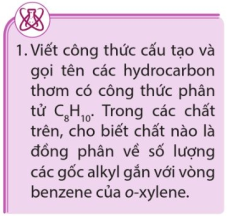 1. Viết công thức cấu tạo và
gọi tên các hydrocarbon
thơm có công thức phân
tử C₈H₁₀. Trong các chất
trên, cho biết chất nào là
đồng phân về số lượng
các gốc alkyl gắn với vòng
benzene của o-xylene.